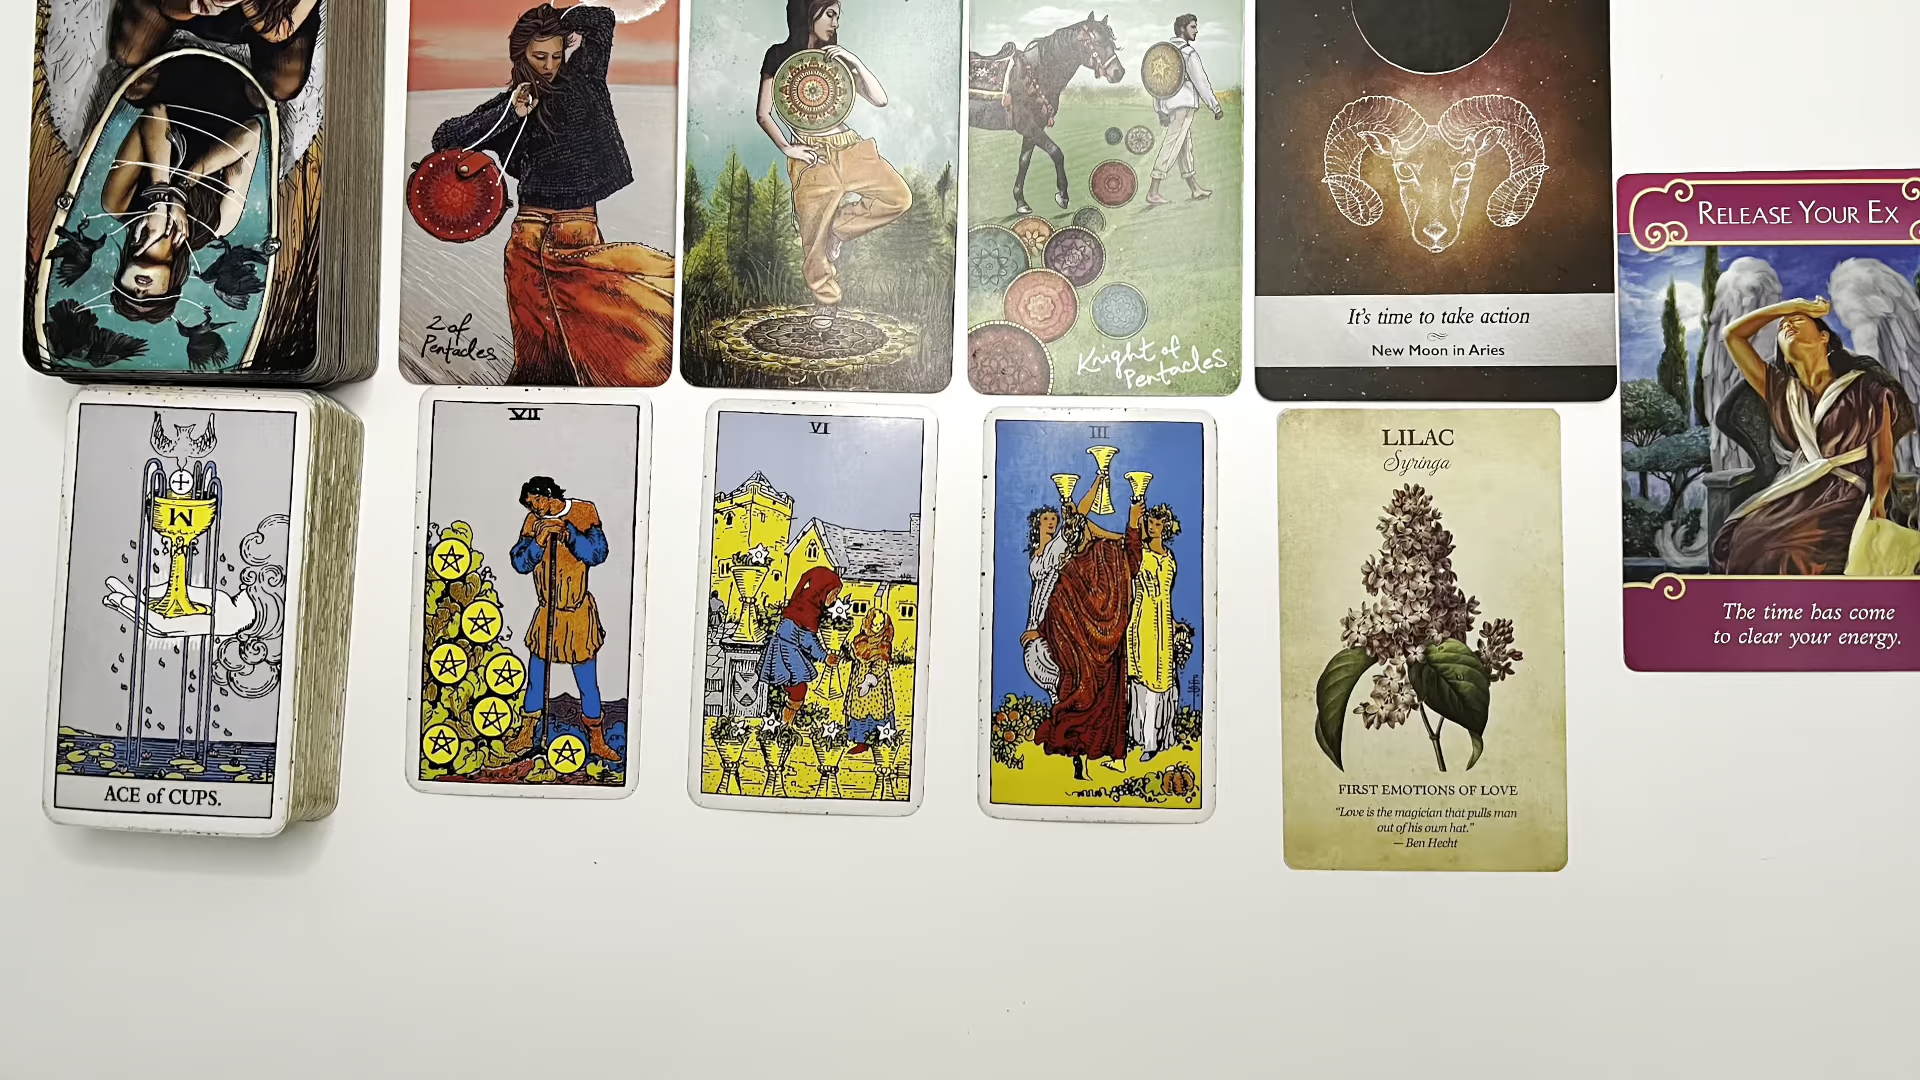 2 of
Pentacles
Knight of
Pentacles
It's time to take action
New Moon in Aries
RELEASE YOUR EX
The time has come
to clear your energy.
ACE of CUPS.
VII
VI
III
LILAC
Syringa
FIRST EMOTIONS OF LOVE
"Love is the magician that pulls man
out of his own hat."
— Ben Hecht